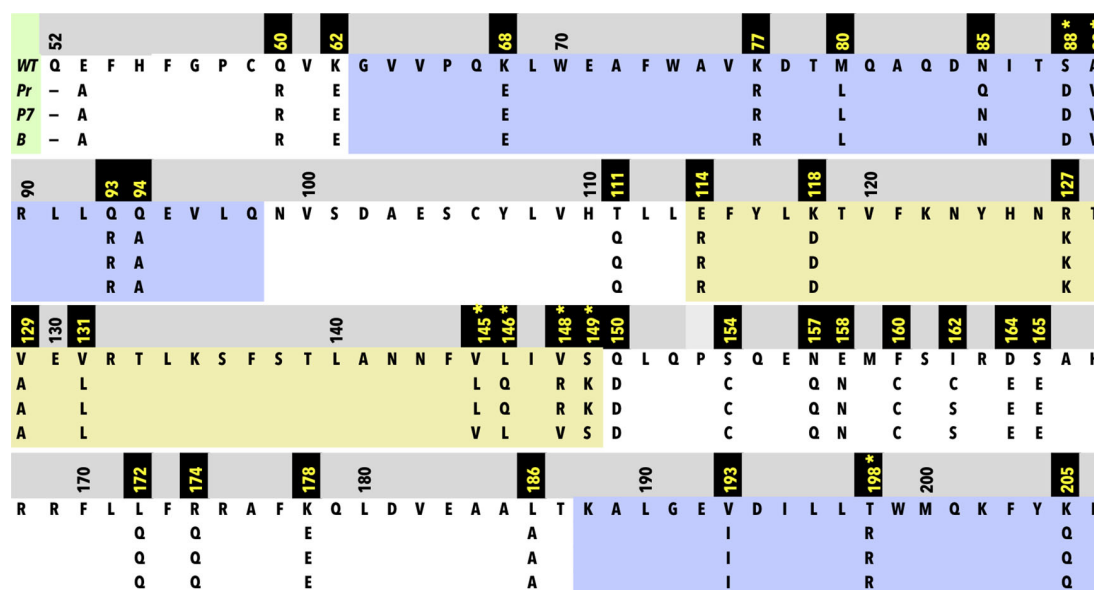 52 60 62 68 70 77 80 85 88 *
WT Q E F H F G P C Q V K G V V P Q K L W E A F W A V K D T M Q A Q D N I T S A
Pr – A R E E R L Q D V
P7 – A R E E R L N D V
B – A R E E R L N D V
90 93 94 100 110 111 114 118 120 127
R L L Q Q E V L Q N V S D A E S C Y L V H T L L E F Y L K T V F K N Y H N R T
R A Q R D K
R A Q R D K
R A Q R D K
129 130 131 140 145 * 146 * 148 * 149 * 150 154 157 158 160 162 164 165
V E V R T L K S F S T L A N N F V L I V S Q L Q P S Q E N E M F S I R D S A
A L L Q R K D C Q N C C E E
A L L Q R K D C Q N C S E E
A L V L V S D C Q N C S E E
170 172 174 178 180 186 190 193 198 * 200 205
R R F L L F R R A F K Q L D V E A A L T K A L G E V D I L L T W M Q K F Y K
Q Q E A I R Q
Q Q E A I R Q
Q Q E A I R Q